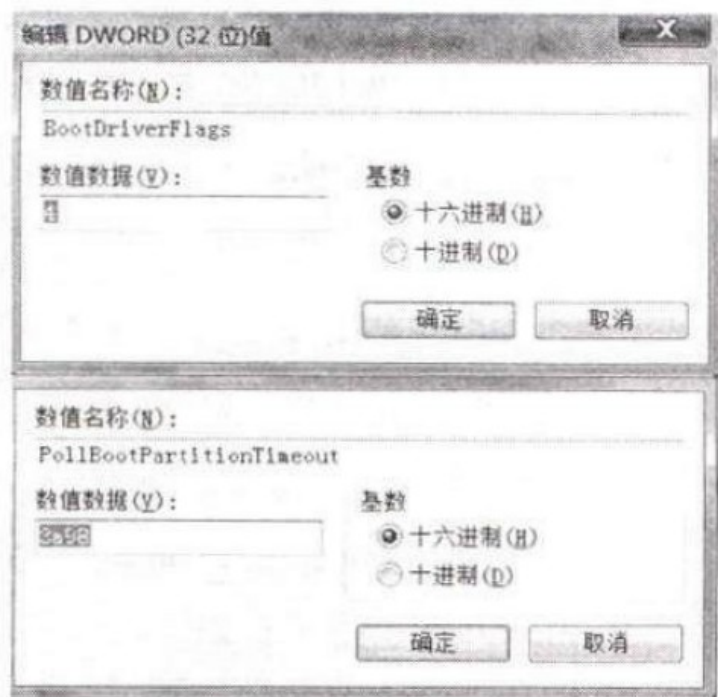 编辑 DWORD (32 位)值
数值名称(N):
BootDriverFlags
数值数据(V):
基数
十六进制(H)
十进制(D)
确定
取消
数值名称(N):
PollBootPartitionTimeout
数值数据(V):
基数
十六进制(H)
十进制(D)
确定
取消